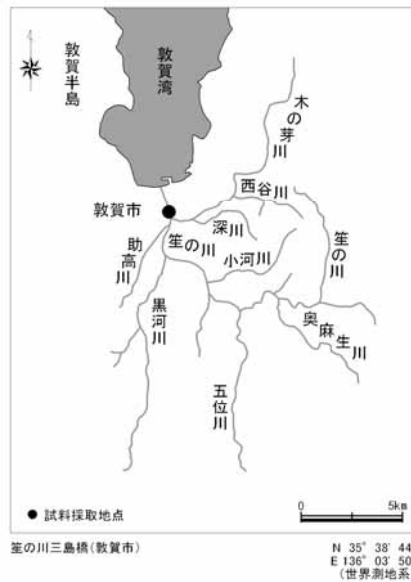 敦賀半島
敦賀湾
木の芽川
西谷川
敦賀市
深川
笙の川
笙の川
小河川
助高川
黒河川
奥麻生川
五位川
● 試料採取地点
0 5km
笙の川三島橋(敦賀市)
N 35° 38' 44
E 136° 03' 50
(世界測地系